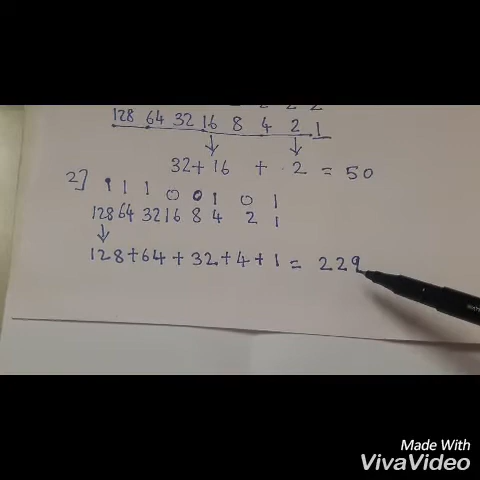 128 64 32 16 8 4 2 1
32+16 + 2 = 50
2] 1 1 1 0 0 1 0 1
128 64 32 16 8 4 2 1
128+64+32+4+1 = 229
Made With
VivaVideo